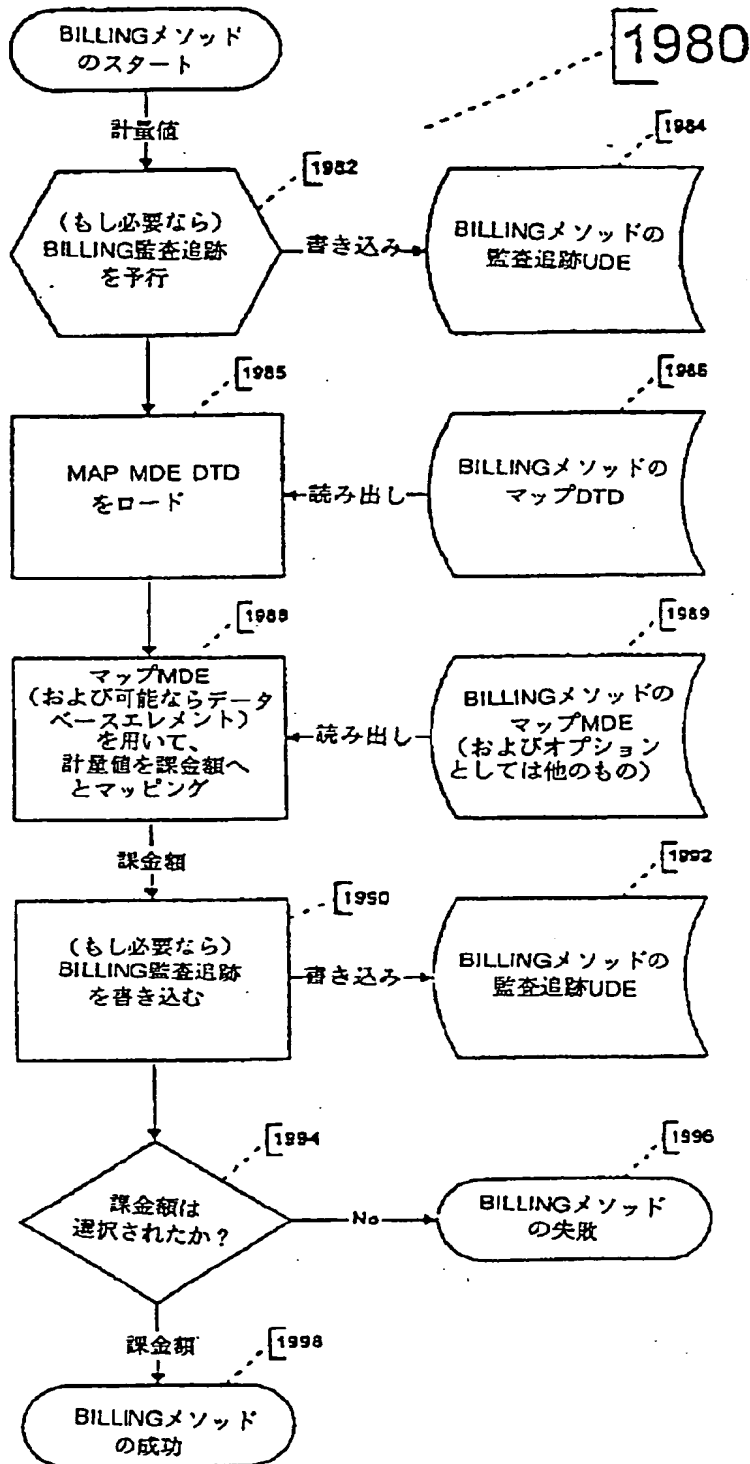 BILLINGメソッド
のスタート
1980
計量値
1982
1984
(もし必要なら)
BILLING監査追跡
を予行
書き込み
BILLINGメソッドの
監査追跡UDE
1985
1986
MAP MDE DTD
をロード
読み出し
BILLINGメソッドの
マップDTD
1988
1989
マップMDE
(および可能ならデータ
ベースエレメント)
を用いて、
計量値を課金額へ
とマッピング
読み出し
BILLINGメソッドの
マップMDE
(およびオプション
としては他のもの)
課金額
1990
1992
(もし必要なら)
BILLING監査追跡
を書き込む
書き込み
BILLINGメソッドの
監査追跡UDE
1994
1996
課金額は
選択されたか?
No
BILLINGメソッド
の失敗
課金額
1998
BILLINGメソッド
の成功